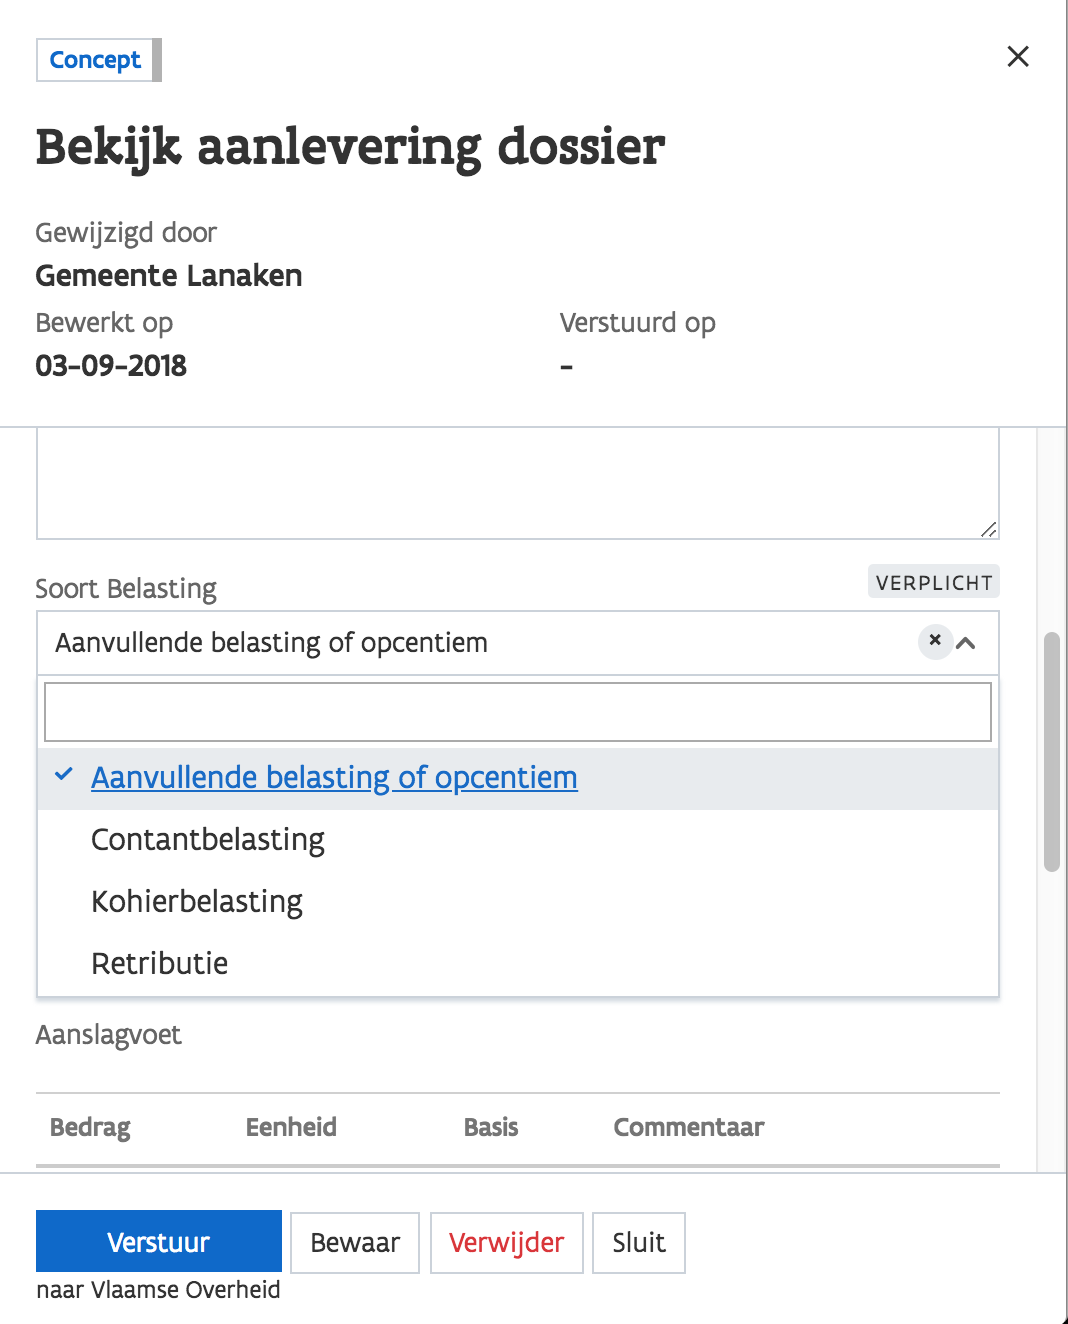 Concept
Bekijk aanlevering dossier
Gewijzigd door
Gemeente Lanaken
Bewerkt op
03-09-2018
Verstuurd op
-
Soort Belasting
VERPLICHT
Aanvullende belasting of opcentiem
Aanvullende belasting of opcentiem
Contantbelasting
Kohierbelasting
Retributie
Aanslagvoet
Bedrag Eenheid Basis Commentaar
Verstuur Bewaar Verwijder Sluit
naar Vlaamse Overheid